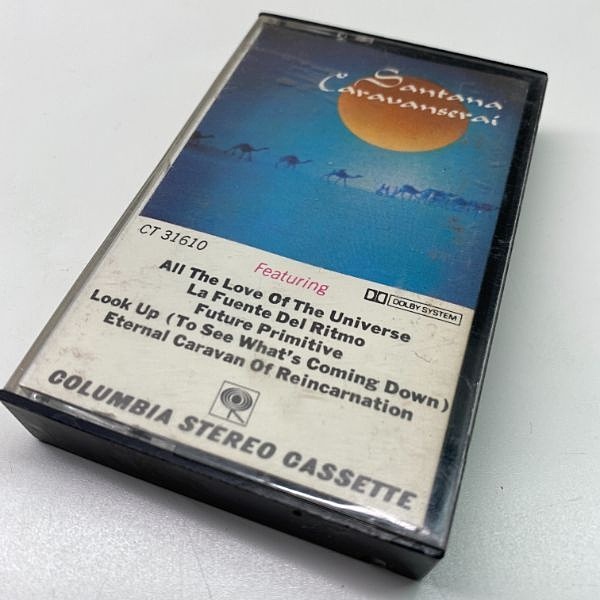 Santana
Caravanserai
CT 31610
Featuring
DOLBY SYSTEM
All The Love Of The Universe
La Fuente Del Ritmo
Future Primitive
Look Up (To See What's Coming Down)
Eternal Caravan Of Reincarnation
COLUMBIA STEREO CASSETTE